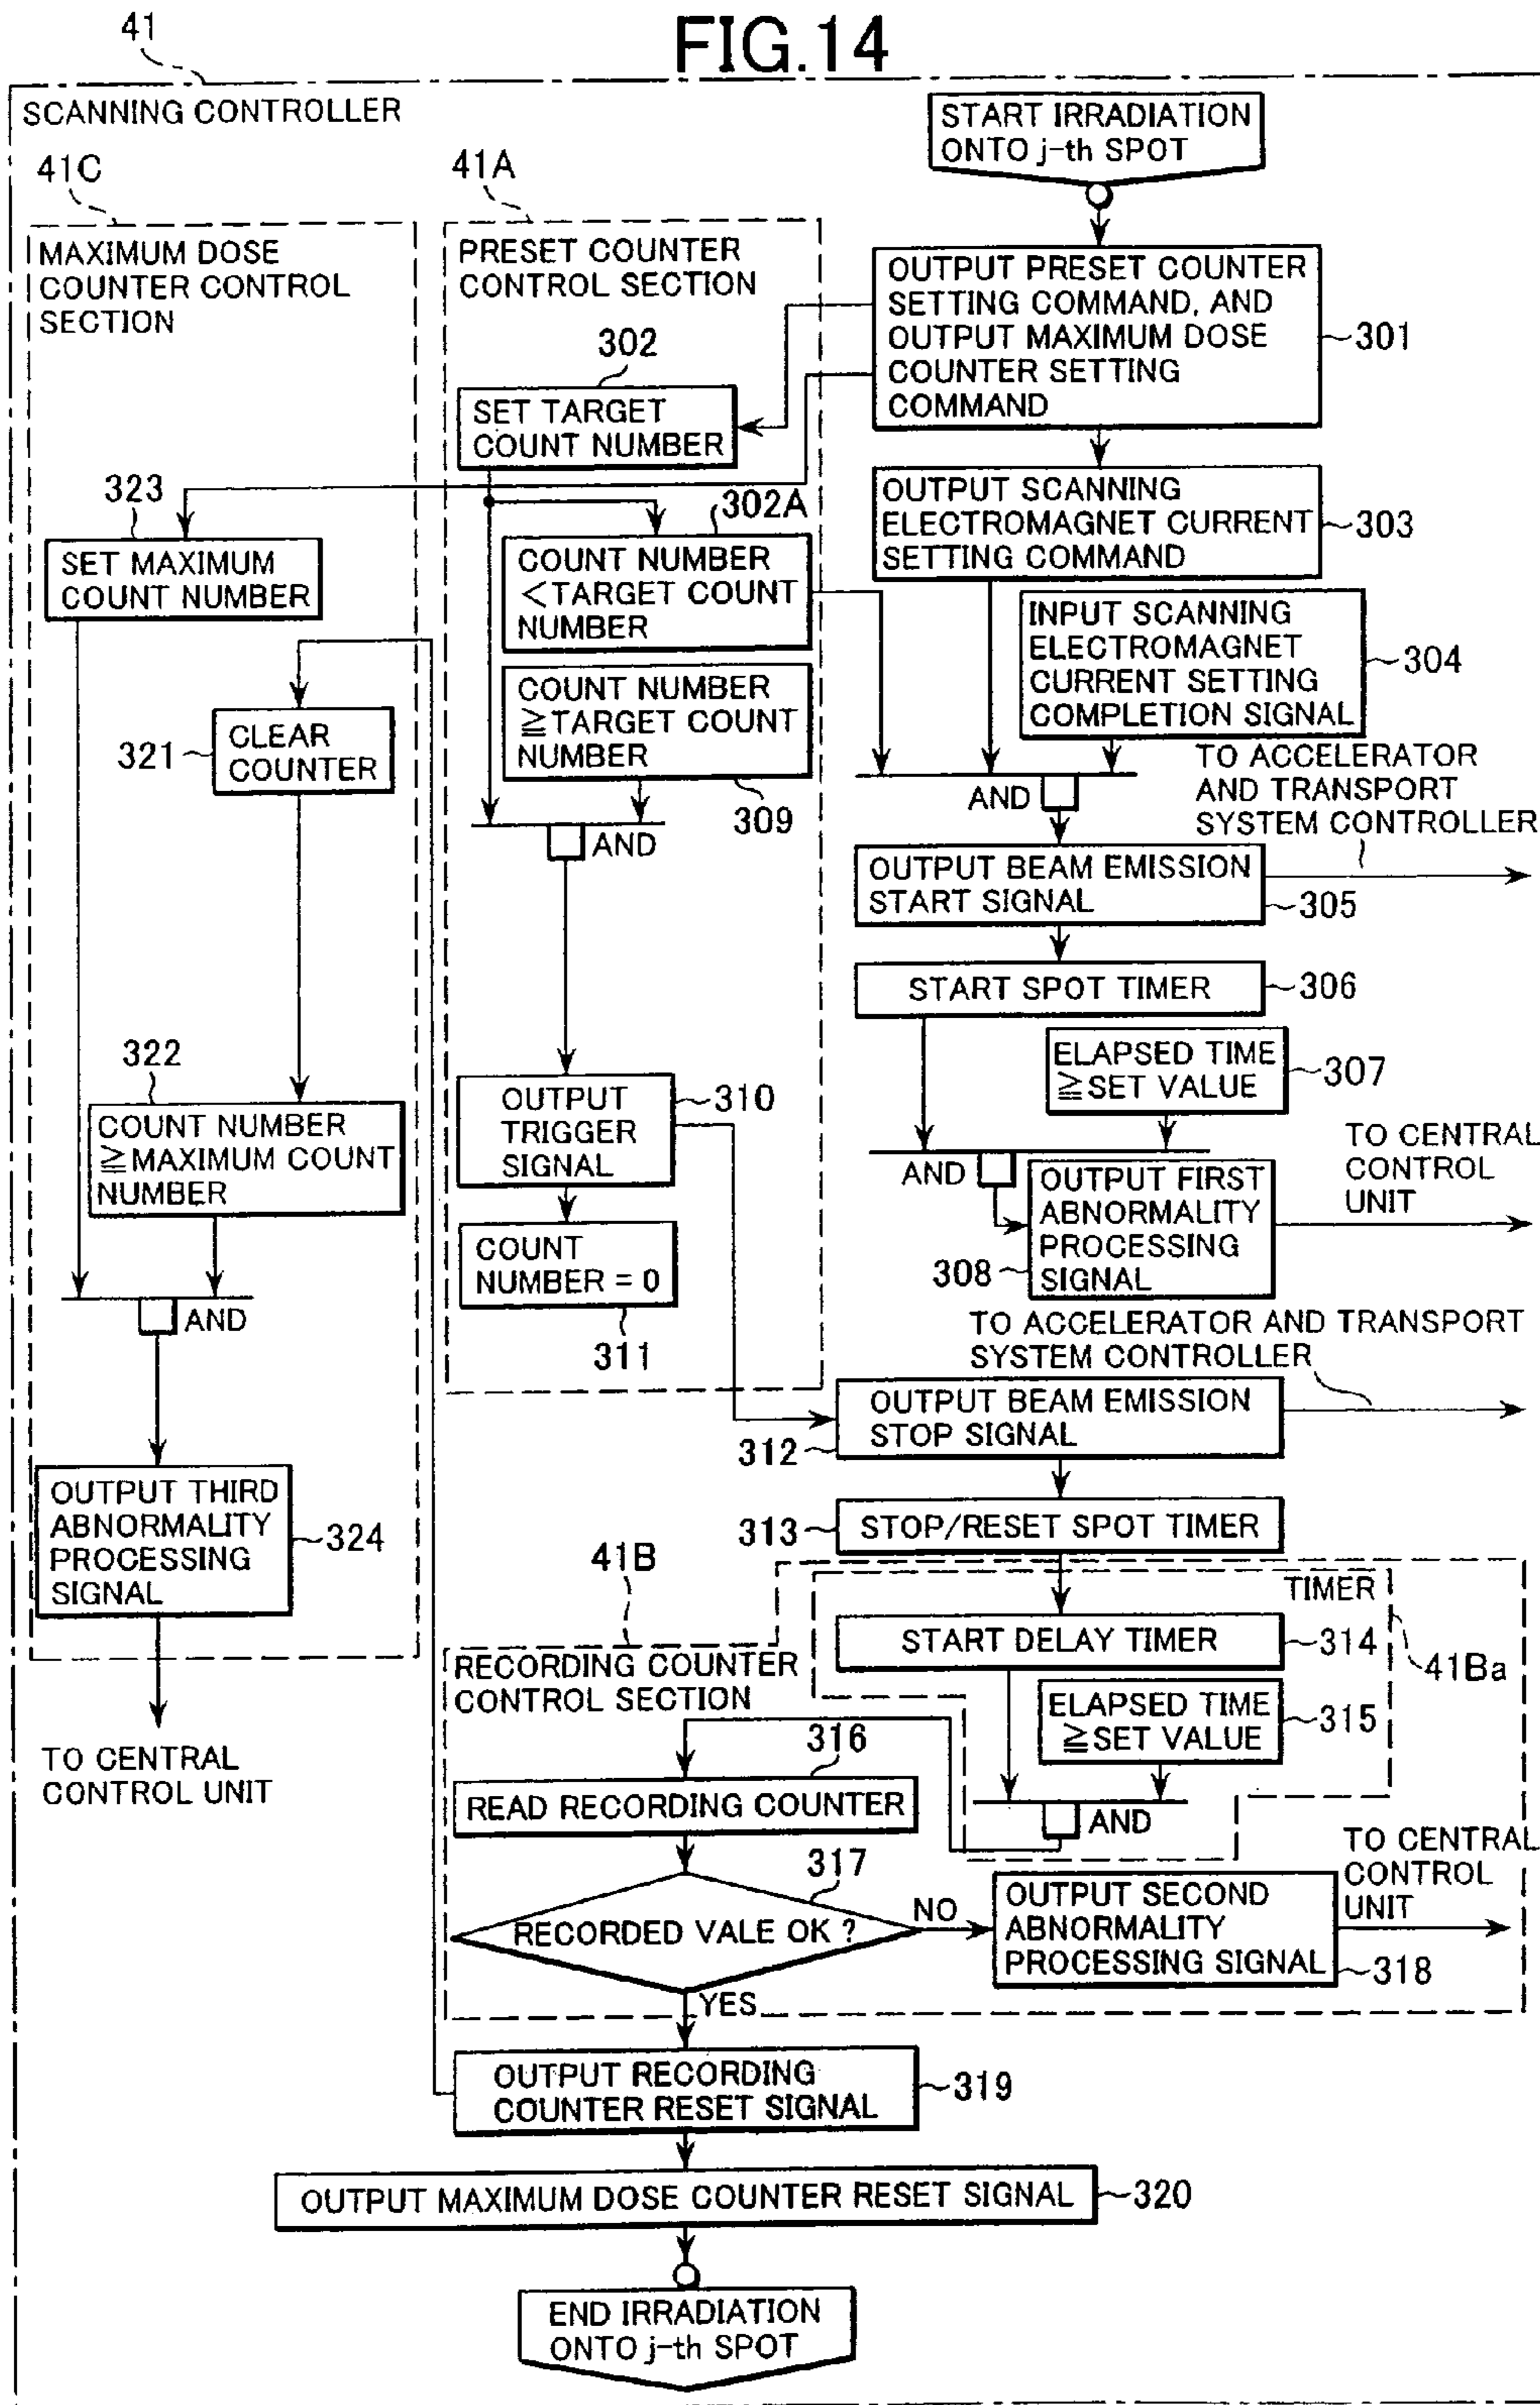 FIG.14
41
SCANNING CONTROLLER
START IRRADIATION
ONTO j-th SPOT
41C
41A
MAXIMUM DOSE
COUNTER CONTROL
SECTION
PRESET COUNTER
CONTROL SECTION
OUTPUT PRESET COUNTER
SETTING COMMAND, AND
OUTPUT MAXIMUM DOSE
COUNTER SETTING
COMMAND
301
302
SET TARGET
COUNT NUMBER
323
SET MAXIMUM
COUNT NUMBER
302A
COUNT NUMBER
<TARGET COUNT
NUMBER
OUTPUT SCANNING
ELECTROMAGNET CURRENT
SETTING COMMAND
303
INPUT SCANNING
ELECTROMAGNET
CURRENT SETTING
COMPLETION SIGNAL
304
COUNT NUMBER
≧TARGET COUNT
NUMBER
309
321
CLEAR
COUNTER
AND
AND
TO ACCELERATOR
AND TRANSPORT
SYSTEM CONTROLLER
OUTPUT BEAM EMISSION
START SIGNAL
305
START SPOT TIMER
306
ELAPSED TIME
≧SET VALUE
307
322
COUNT NUMBER
≧MAXIMUM COUNT
NUMBER
OUTPUT
TRIGGER
SIGNAL
310
AND
OUTPUT FIRST
ABNORMALITY
PROCESSING
SIGNAL
308
TO CENTRAL
CONTROL
UNIT
COUNT
NUMBER = 0
311
AND
TO ACCELERATOR AND TRANSPORT
SYSTEM CONTROLLER
OUTPUT BEAM EMISSION
STOP SIGNAL
312
OUTPUT THIRD
ABNORMALITY
PROCESSING
SIGNAL
324
313
STOP/RESET SPOT TIMER
41B
TIMER
START DELAY TIMER
314
41Ba
RECORDING COUNTER
CONTROL SECTION
ELAPSED TIME
≧SET VALUE
315
TO CENTRAL
CONTROL UNIT
316
READ RECORDING COUNTER
AND
317
RECORDED VALE OK ?
NO
OUTPUT SECOND
ABNORMALITY
PROCESSING SIGNAL
318
TO CENTRAL
CONTROL
UNIT
YES
OUTPUT RECORDING
COUNTER RESET SIGNAL
319
OUTPUT MAXIMUM DOSE COUNTER RESET SIGNAL
320
END IRRADIATION
ONTO j-th SPOT